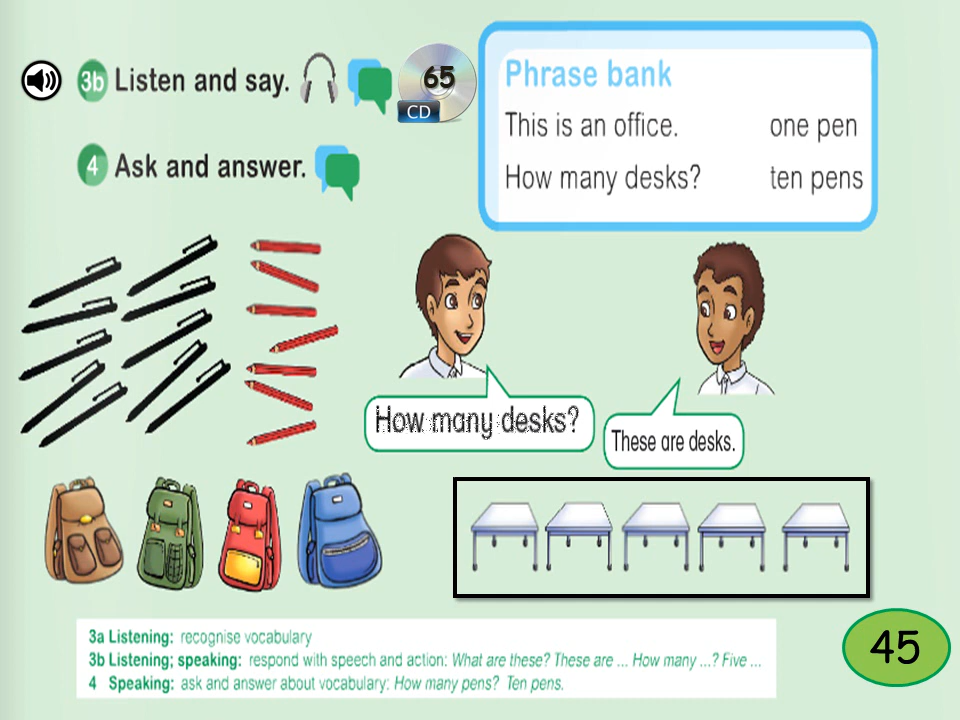 3b Listen and say.
65
CD
4 Ask and answer.
Phrase bank
This is an office. one pen
How many desks? ten pens
How many desks?
These are desks.
3a Listening: recognise vocabulary
3b Listening; speaking: respond with speech and action: What are these? These are ... How many ...? Five ...
4 Speaking: ask and answer about vocabulary: How many pens? Ten pens.
45